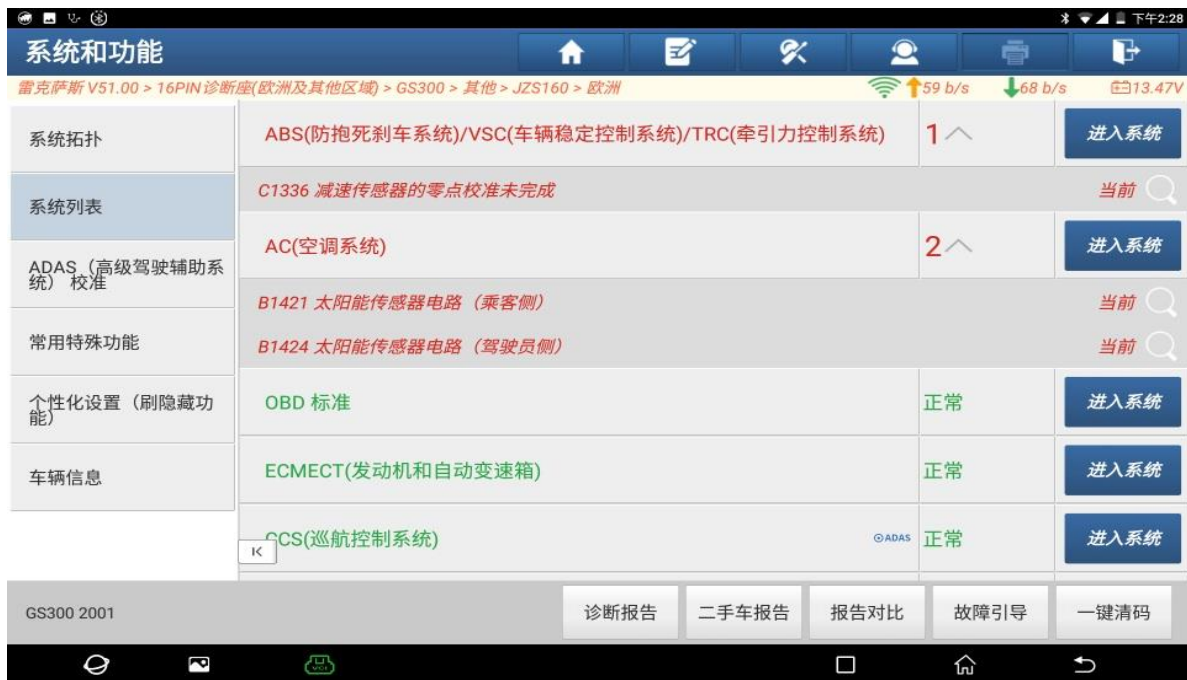 下午2:28
系统和功能
雷克萨斯 V51.00 > 16PIN诊断座(欧洲及其他区域) > GS300 > 其他 > JZS160 > 欧洲
59 b/s
68 b/s
13.47V
系统拓扑
系统列表
ADAS（高级驾驶辅助系
统） 校准
常用特殊功能
个性化设置（刷隐藏功
能）
车辆信息
ABS(防抱死刹车系统)/VSC(车辆稳定控制系统)/TRC(牵引力控制系统)
1
进入系统
C1336 减速传感器的零点校准未完成
当前
AC(空调系统)
2
进入系统
B1421 太阳能传感器电路（乘客侧）
当前
B1424 太阳能传感器电路（驾驶员侧）
当前
OBD 标准
正常
进入系统
ECMECT(发动机和自动变速箱)
正常
进入系统
CCS(巡航控制系统)
ADAS
正常
进入系统
GS300 2001
诊断报告
二手车报告
报告对比
故障引导
一键清码
VCI